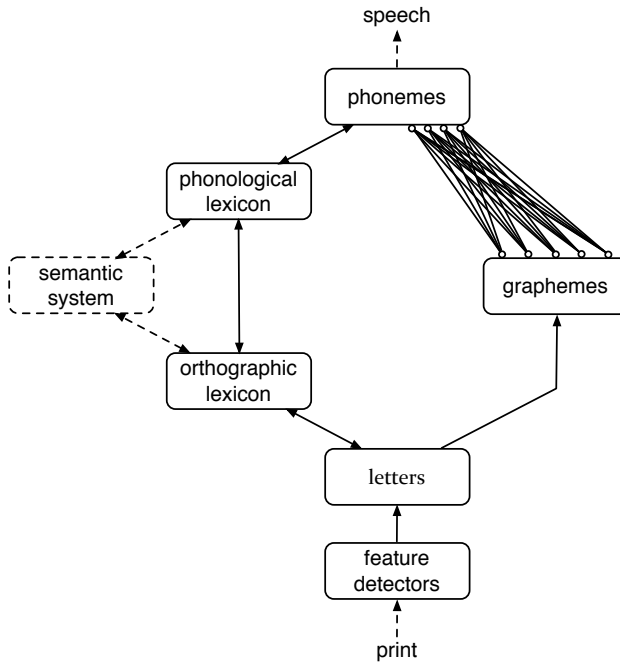 speech
phonemes
phonological
lexicon
semantic
system
graphemes
orthographic
lexicon
letters
feature
detectors
print